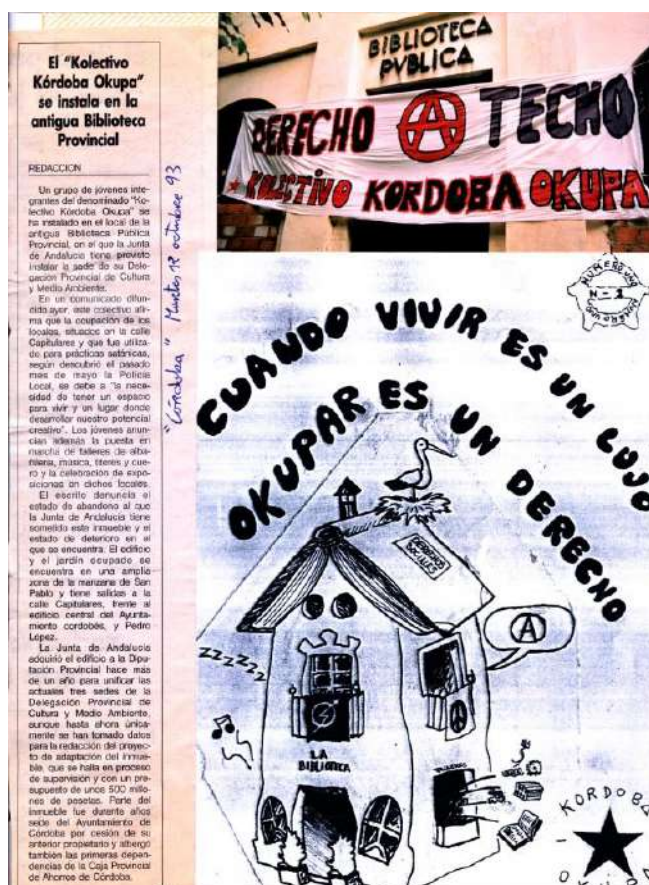 El "Kolectivo
Kórdoba Okupa"
se instala en la
antigua Biblioteca
Provincial
REDACCION
Un grupo de jóvenes inte-
grantes del denominado "Ko-
lectivo Kórdoba Okupa" se
ha instalado en el local de la
antigua Biblioteca Pública
Provincial, en el que la Junta
de Andalucía tiene previsto
instalar la sede de su Dele-
gación Provincial de Cultura
y Medio Ambiente.
En un comunicado difun-
dido ayer, este colectivo afir-
ma que la ocupación de los
locales, situados en la calle
Capitulares y que fue utiliza-
do para prácticas satánicas,
según descubrió el pasado
mes de mayo la Policía
Local, se debe a "la nece-
sidad de tener un espacio
para vivir y un lugar donde
desarrollar nuestro potencial
creativo". Los jóvenes anun-
cian además la puesta en
marcha de talleres de alba-
ñilería, música, títeres y cue-
ro y la celebración de expo-
siciones en dichos locales.
El escrito denuncia el
estado de abandono al que
la Junta de Andalucía tiene
sometido este inmueble y el
estado de deterioro en el
que se encuentra. El edificio
y el jardín ocupado se
encuentra en una amplia
zona de la manzana de San
Pablo y tiene salidas a la
calle Capitulares, frente al
edificio central del Ayunta-
miento cordobés, y Pedro
López.
La Junta de Andalucía
adquirió el edificio a la Dipu-
tación Provincial hace más
de un año para unificar las
actuales tres sedes de la
Delegación Provincial de
Cultura y Medio Ambiente,
aunque hasta ahora única-
mente se han tomado datos
para la redacción del proyec-
to de adaptación del inmue-
ble, que se halla en proceso
de supervisión y con un pre-
supuesto de unos 500 millo-
nes de pesetas. Parte del
inmueble fue durante años
sede del Ayuntamiento de
Córdoba por cesión de su
anterior propietario y albergó
también las primeras depen-
dencias de la Caja Provincial
de Ahorros de Córdoba.
"Córdoba" Martes 12 octubre 93
BIBLIOTECA
PVBLICA
DERECHO A TECHO
KOLECTIVO KORDOBA OKUPA
NUMERO UNO
N-1
CUANDO VIVIR ES UN LUJO
OKUPAR ES UN DERECHO
DERECHOS
SOCIALES
A
ZZZZZ
LA
BIBLIOTECA
KORDOBA